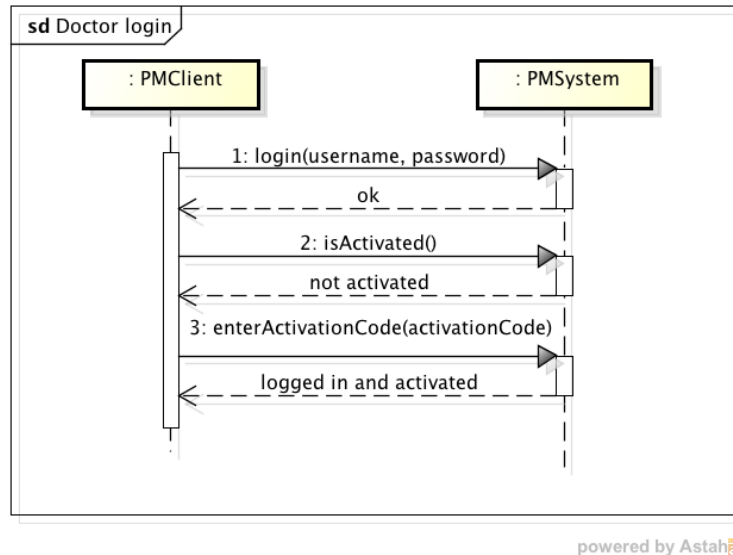 sd Doctor login
: PMClient
: PMSystem
1: login(username, password)
ok
2: isActivated()
not activated
3: enterActivationCode(activationCode)
logged in and activated
powered by Astah